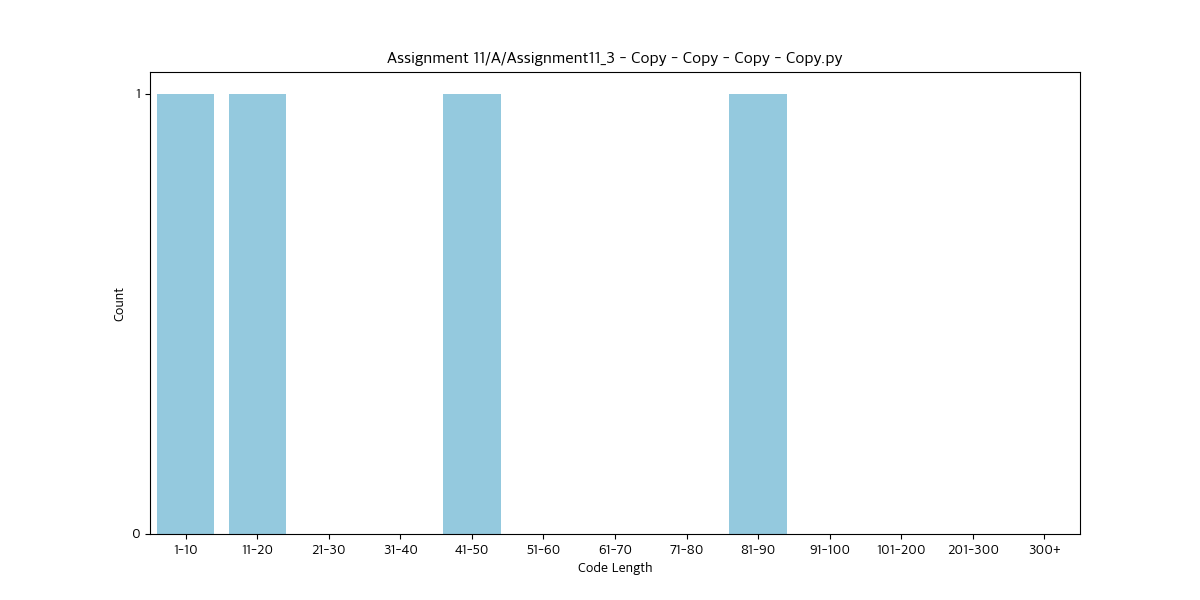 Assignment 11/A/Assignment11_3 - Copy - Copy - Copy - Copy.py
1
Count
0
1-10 11-20 21-30 31-40 41-50 51-60 61-70 71-80 81-90 91-100 101-200 201-300 300+
Code Length